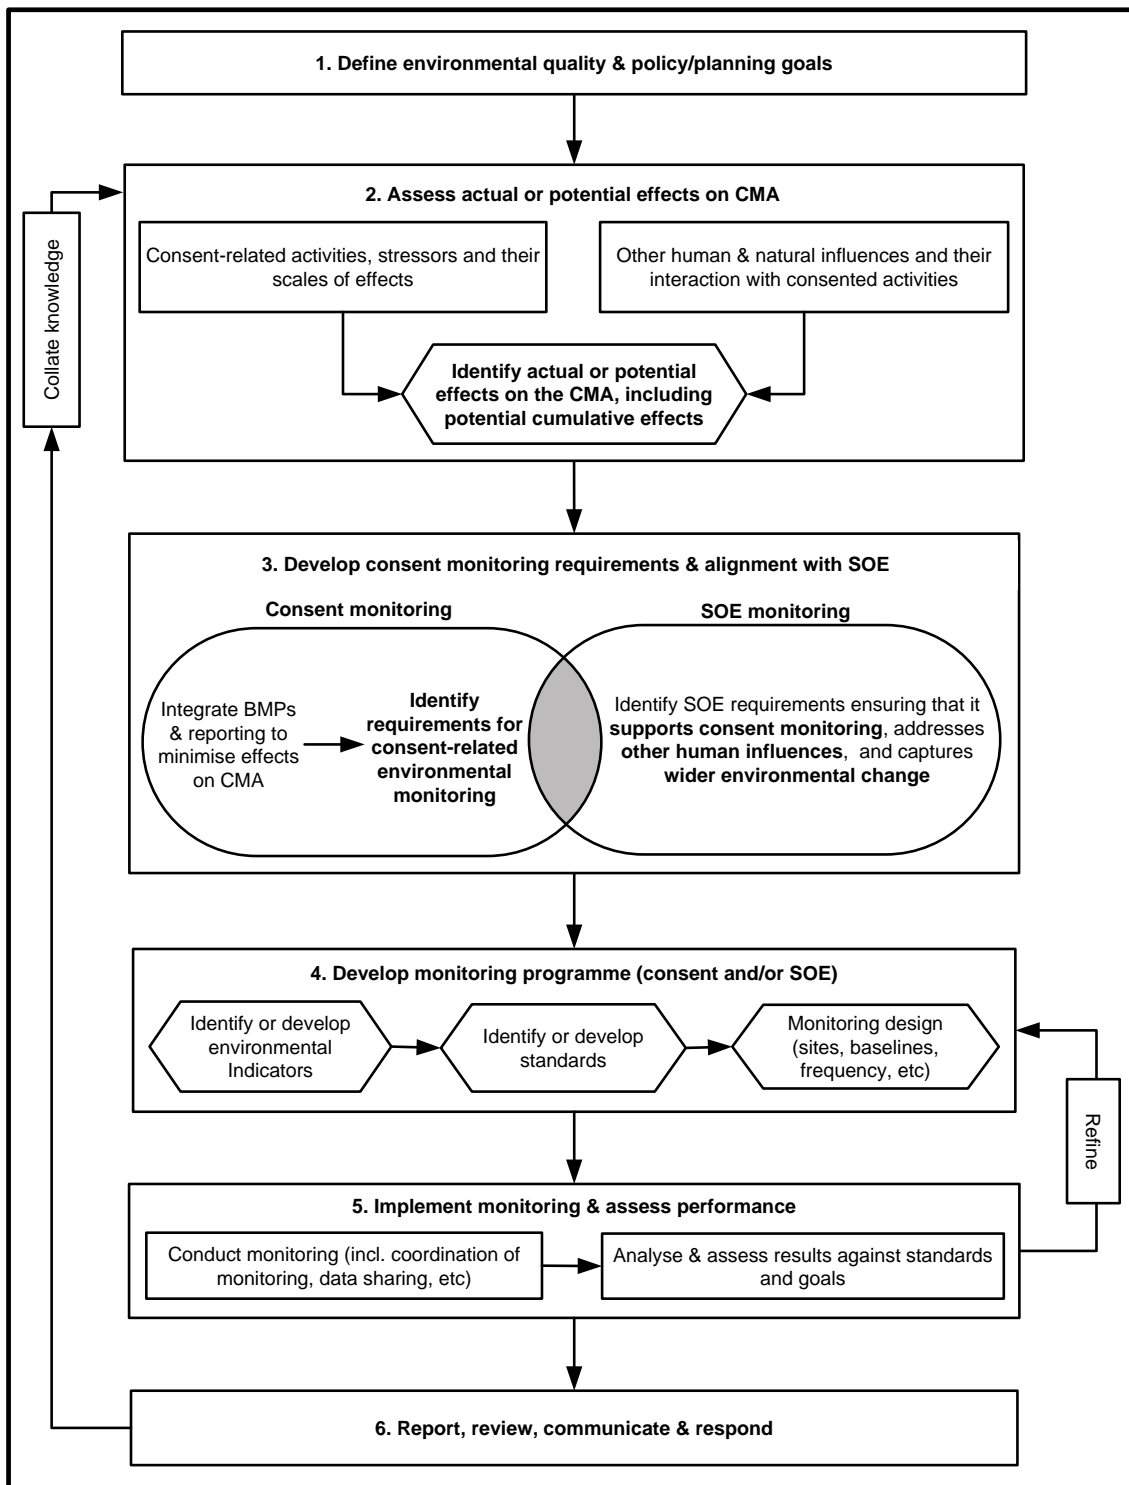 1. Define environmental quality & policy/planning goals
2. Assess actual or potential effects on CMA
Consent-related activities, stressors and their
scales of effects
Other human & natural influences and their
interaction with consented activities
Identify actual or potential
effects on the CMA, including
potential cumulative effects
Collate knowledge
3. Develop consent monitoring requirements & alignment with SOE
Consent monitoring
SOE monitoring
Integrate BMPs
& reporting to
minimise effects
on CMA
Identify
requirements for
consent-related
environmental
monitoring
Identify SOE requirements ensuring that it
supports consent monitoring, addresses
other human influences, and captures
wider environmental change
4. Develop monitoring programme (consent and/or SOE)
Identify or develop
environmental
Indicators
Identify or develop
standards
Monitoring design
(sites, baselines,
frequency, etc)
Refine
5. Implement monitoring & assess performance
Conduct monitoring (incl. coordination of
monitoring, data sharing, etc)
Analyse & assess results against standards
and goals
6. Report, review, communicate & respond